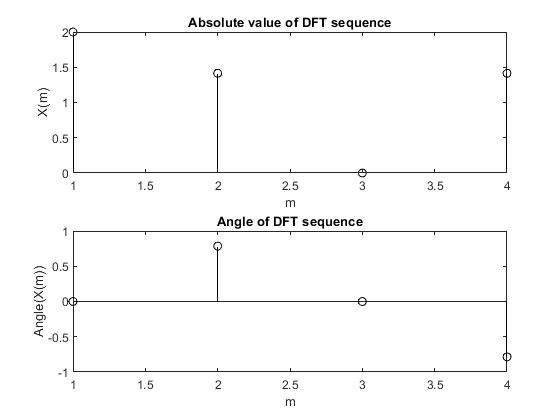 Absolute value of DFT sequence
2
1.5
1
0.5
0
X(m)
1 1.5 2 2.5 3 3.5 4
m
Angle of DFT sequence
1
0.5
0
-0.5
-1
Angle(X(m))
1 1.5 2 2.5 3 3.5 4
m